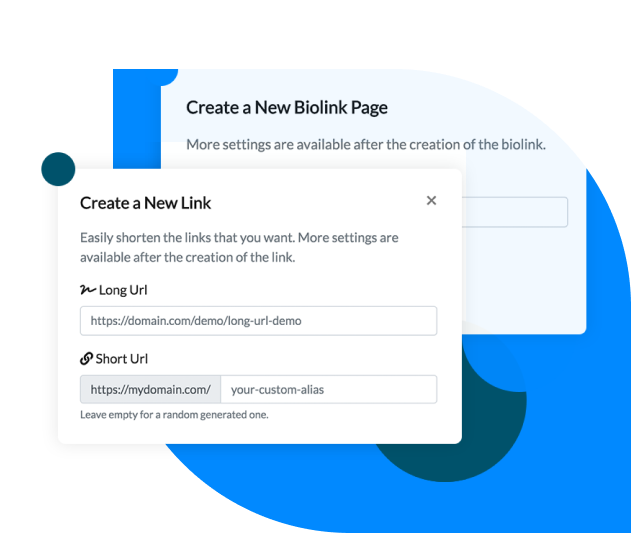 Create a New Biolink Page
More settings are available after the creation of the biolink.
Create a New Link
Easily shorten the links that you want. More settings are
available after the creation of the link.
Long Url
https://domain.com/demo/long-url-demo
Short Url
https://mydomain.com/ your-custom-alias
Leave empty for a random generated one.